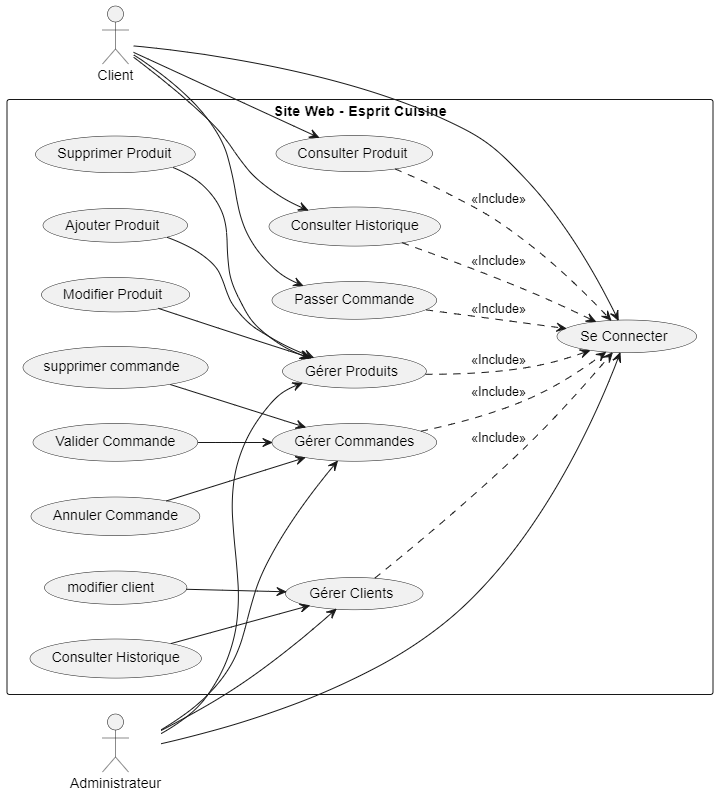 Client
Site Web - Esprit Cuisine
Supprimer Produit
Consulter Produit
«Include»
Ajouter Produit
Consulter Historique
«Include»
Modifier Produit
Passer Commande
«Include»
Se Connecter
supprimer commande
Gérer Produits
«Include»
«Include»
Valider Commande
Gérer Commandes
«Include»
Annuler Commande
modifier client
Gérer Clients
Consulter Historique
Administrateur